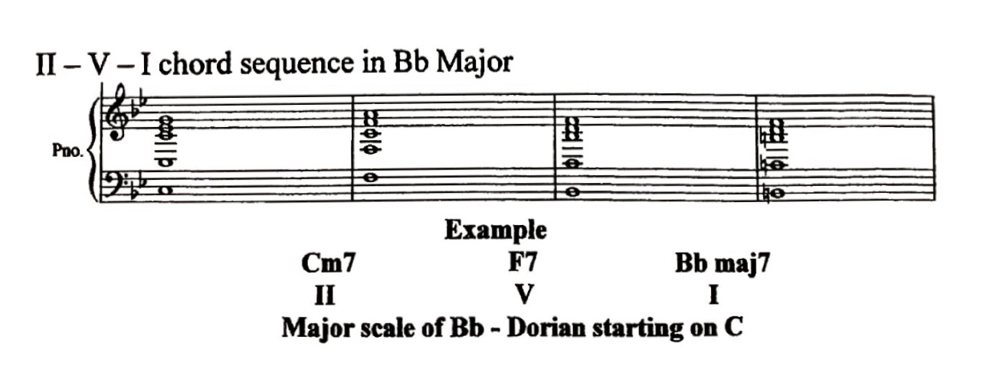 II – V – I chord sequence in Bb Major
Pno.
Example
Cm7 F7 Bb maj7
II V I
Major scale of Bb - Dorian starting on C